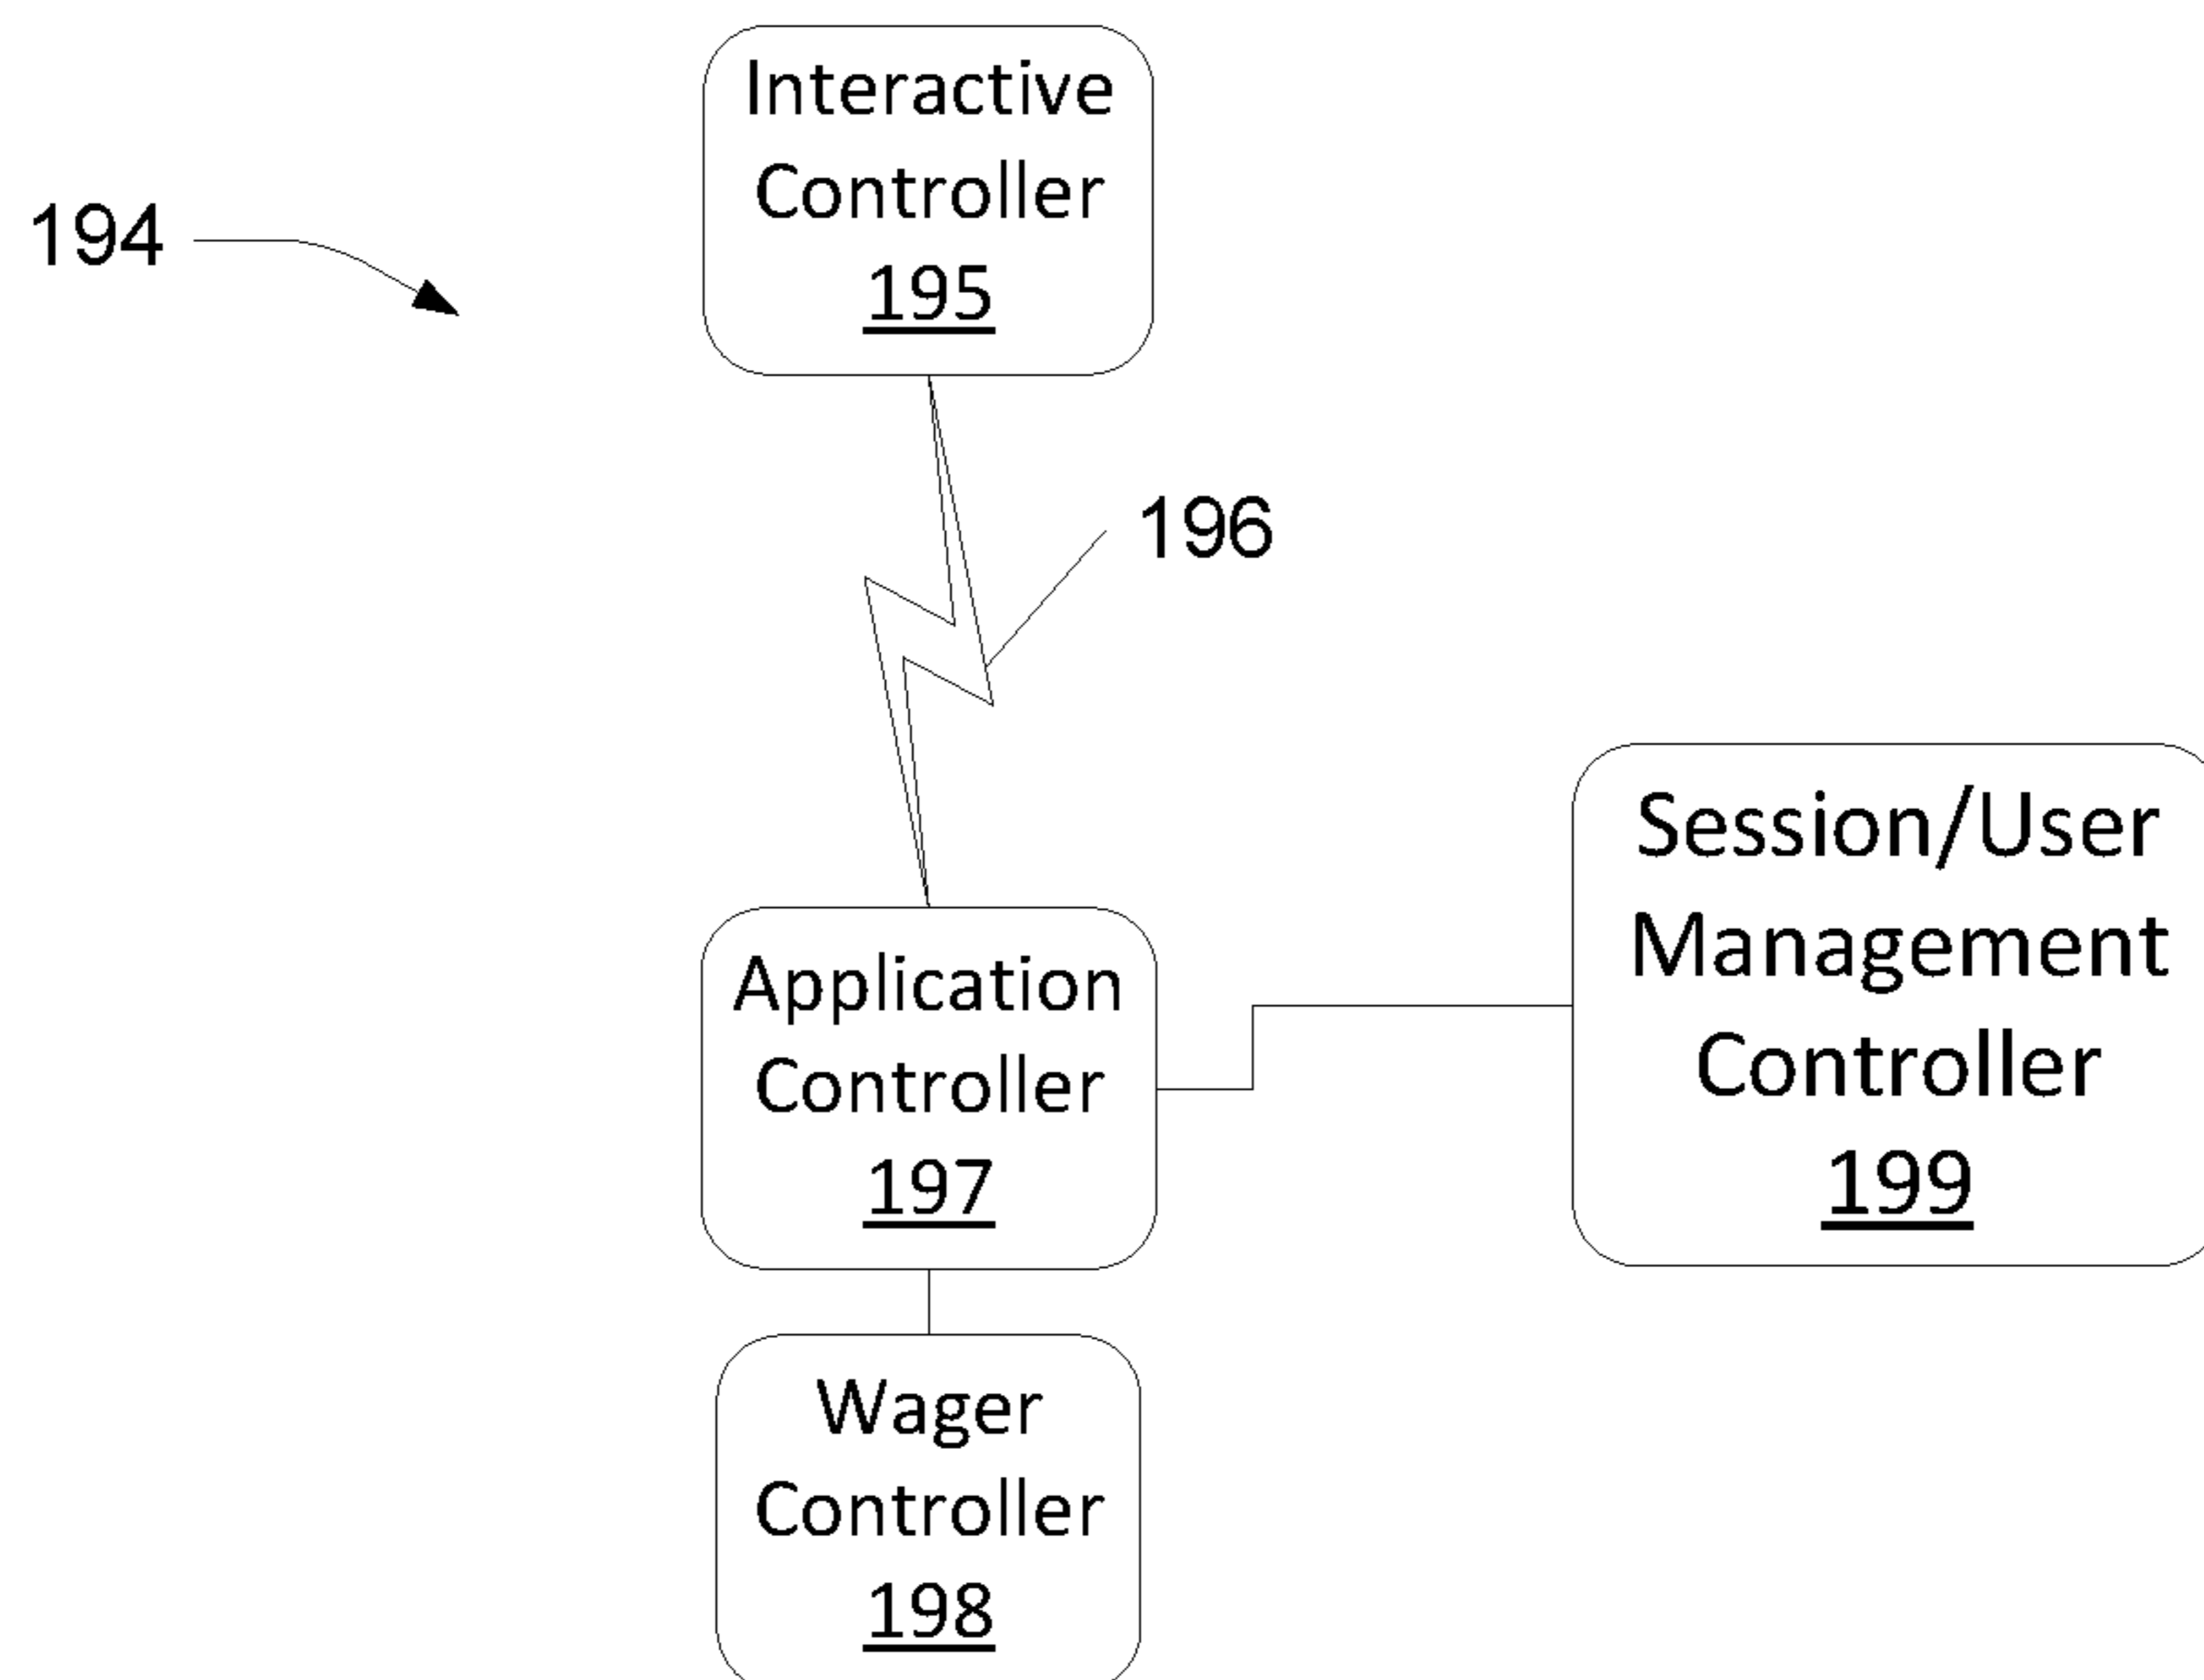 Interactive
Controller
195
194
196
Application
Controller
197
Session/User
Management
Controller
199
Wager
Controller
198